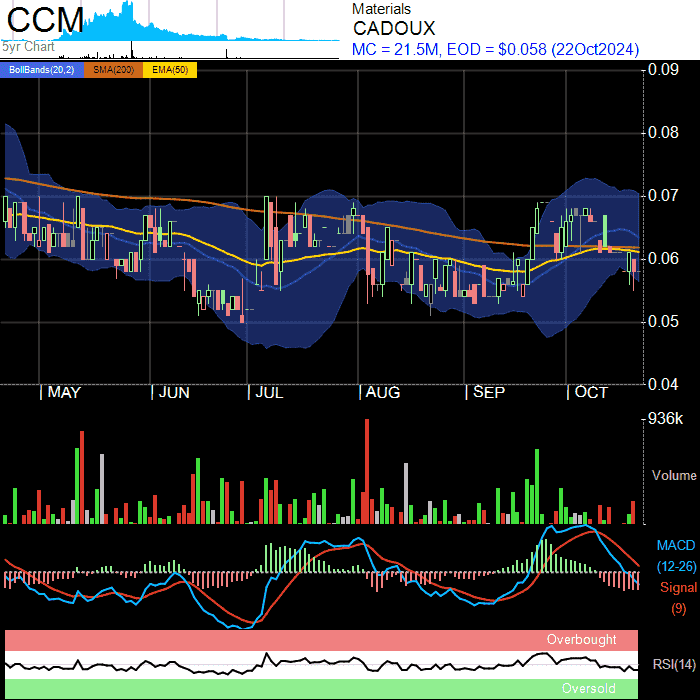 CCM
5yr Chart
Materials
CADOUX
MC = 21.5M, EOD = $0.058 (22Oct2024)
BollBands(20,2) SMA(200) EMA(50)
0.09
0.08
0.07
0.06
0.05
0.04
MAY JUN JUL AUG SEP OCT
936k
Volume
MACD
(12-26)
Signal
(9)
Overbought
RSI(14)
Oversold